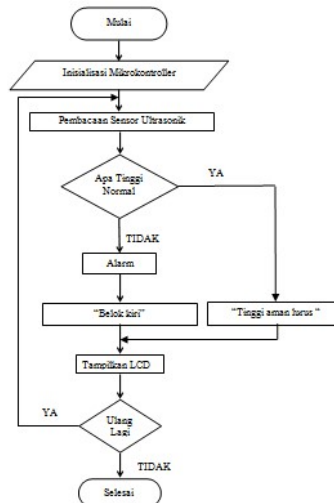 Mulai
Inisialisasi Mikrokontroller
Pembacaan Sensor Ultrasonik
Apa Tinggi
Normal
YA
TIDAK
Alarm
"Belok kiri"
"Tinggi aman lurus "
Tampilkan LCD
YA
Ulang
Lagi
TIDAK
Selesai